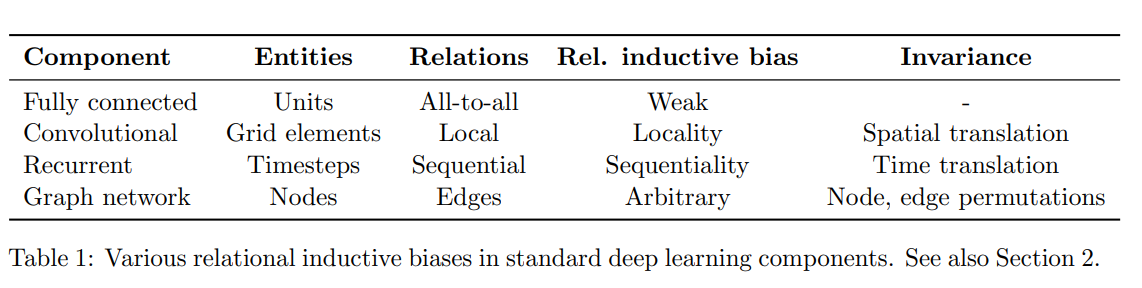 Component Entities Relations Rel. inductive bias Invariance
Fully connected Units All-to-all Weak -
Convolutional Grid elements Local Locality Spatial translation
Recurrent Timesteps Sequential Sequentiality Time translation
Graph network Nodes Edges Arbitrary Node, edge permutations
Table 1: Various relational inductive biases in standard deep learning components. See also Section 2.